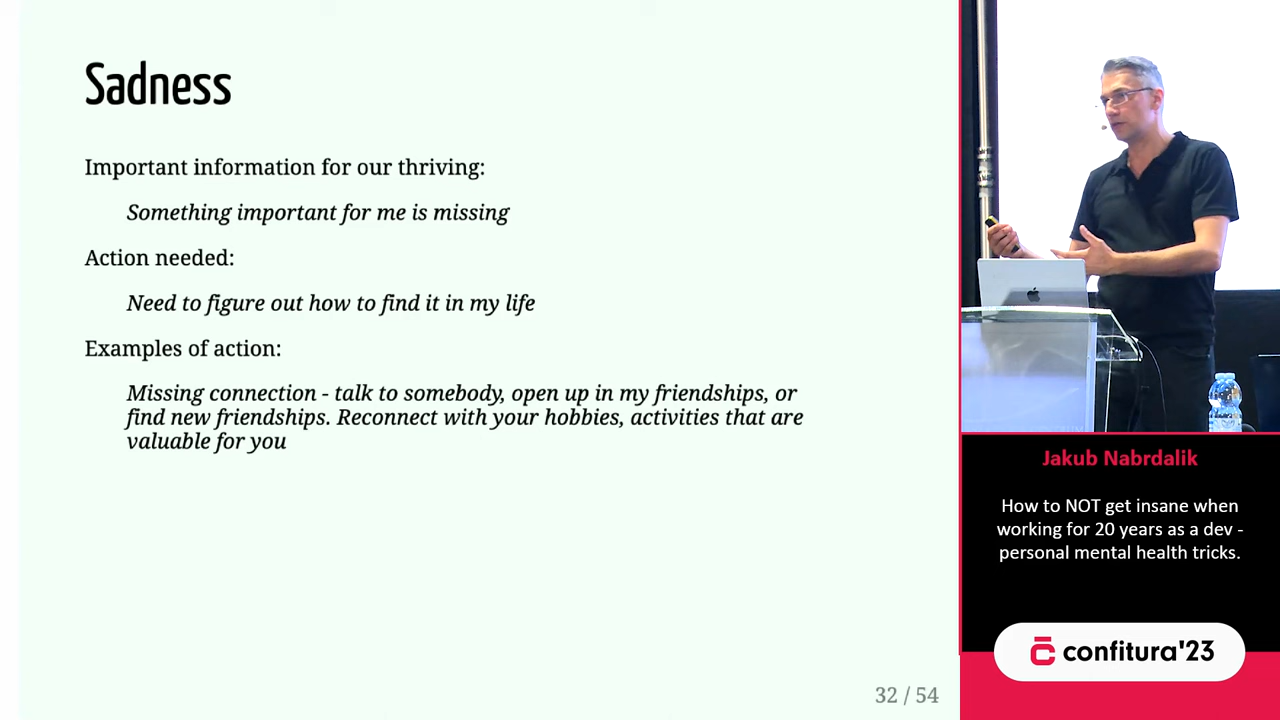 Sadness
Important information for our thriving:
Something important for me is missing
Action needed:
Need to figure out how to find it in my life
Examples of action:
Missing connection - talk to somebody, open up in my friendships, or
find new friendships. Reconnect with your hobbies, activities that are
valuable for you
32 / 54
Jakub Nabrdalik
How to NOT get insane when
working for 20 years as a dev -
personal mental health tricks.
confitura'23